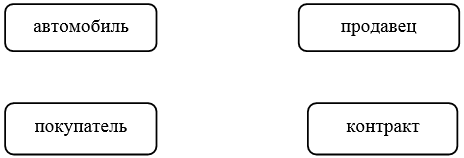 автомобиль
продавец
покупатель
контракт